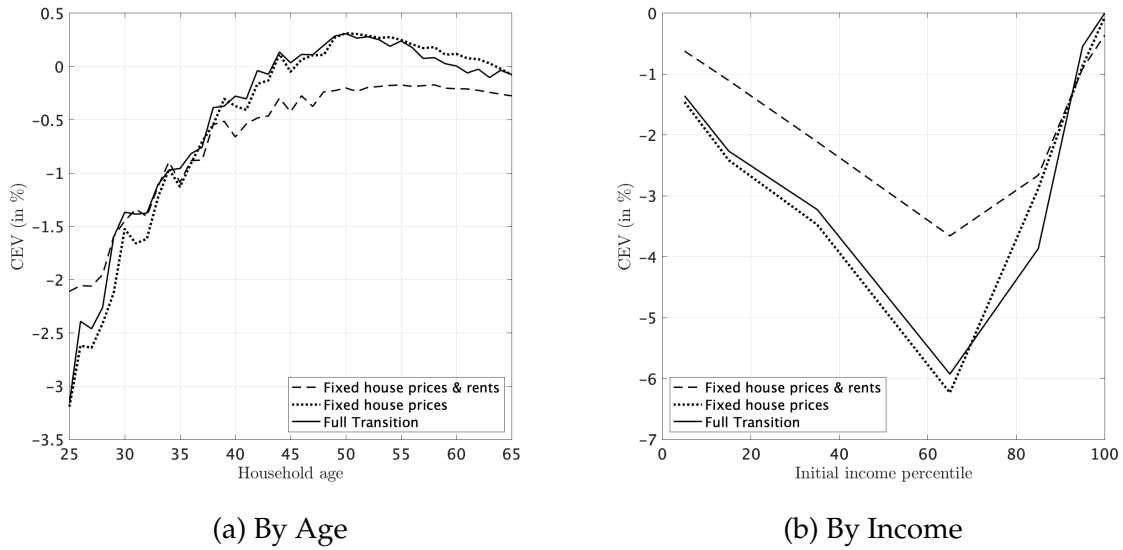 0.5
0
-0.5
-1
-1.5
-2
-2.5
-3
-3.5
CEV (in %)
Fixed house prices & rents
Fixed house prices
Full Transition
25 30 35 40 45 50 55 60 65
Household age
(a) By Age
0
-1
-2
-3
-4
-5
-6
-7
CEV (in %)
Fixed house prices & rents
Fixed house prices
Full Transition
0 20 40 60 80 100
Initial income percentile
(b) By Income